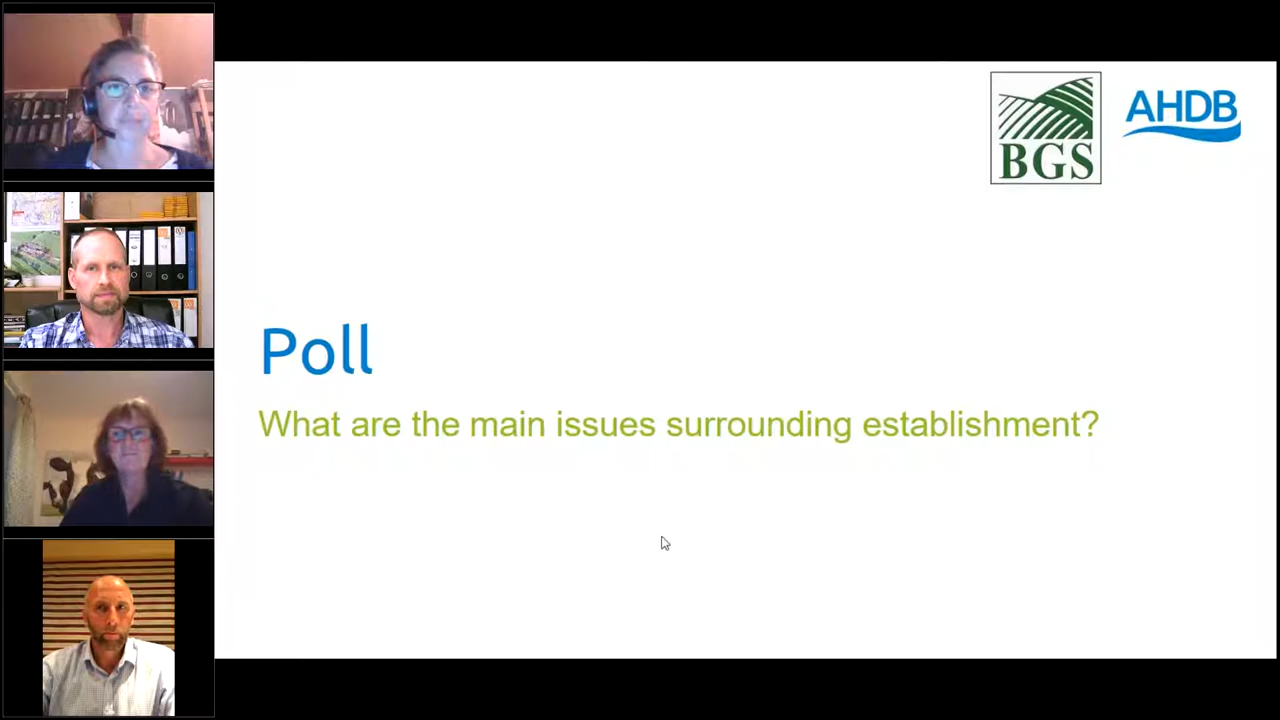 BGS
AHDB
Poll
What are the main issues surrounding establishment?